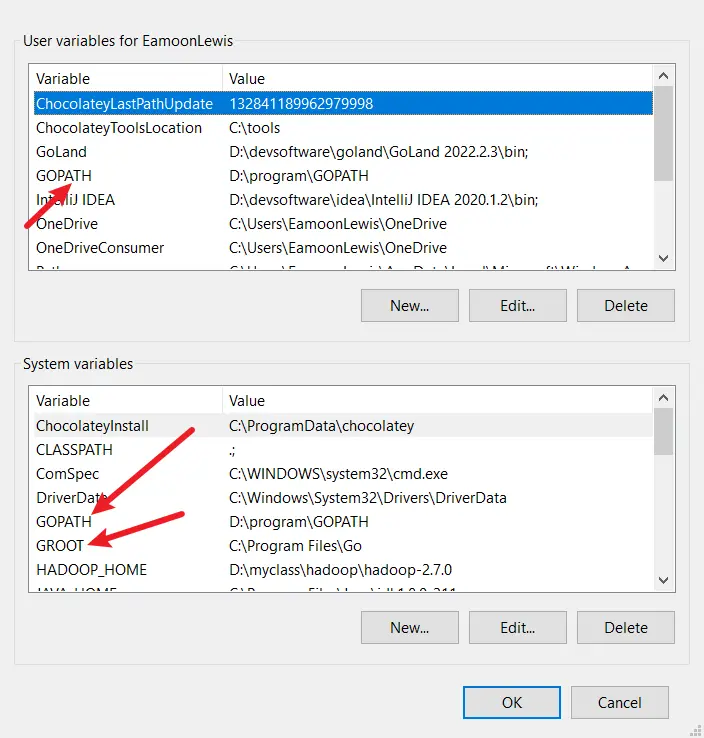 User variables for EamoonLewis
Variable Value
ChocolateyLastPathUpdate 132841189962979998
ChocolateyToolsLocation C:\tools
GoLand D:\devsoftware\goland\GoLand 2022.2.3\bin;
GOPATH D:\program\GOPATH
IntelliJ IDEA D:\devsoftware\idea\IntelliJ IDEA 2020.1.2\bin;
OneDrive C:\Users\EamoonLewis\OneDrive
OneDriveConsumer C:\Users\EamoonLewis\OneDrive
New... Edit... Delete
System variables
Variable Value
ChocolateyInstall C:\ProgramData\chocolatey
CLASSPATH .;
ComSpec C:\WINDOWS\system32\cmd.exe
DriverData C:\Windows\System32\Drivers\DriverData
GOPATH D:\program\GOPATH
GROOT C:\Program Files\Go
HADOOP_HOME D:\myclass\hadoop\hadoop-2.7.0
New... Edit... Delete
OK Cancel